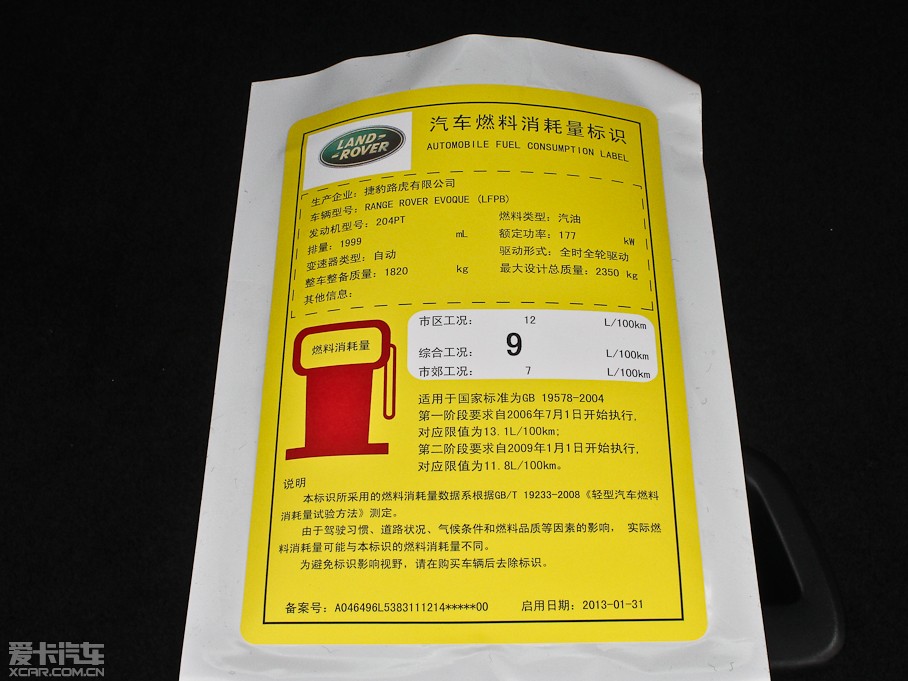 LAND-
-ROVER
汽车燃料消耗量标识
AUTOMOBILE FUEL CONSUMPTION LABEL
生产企业: 捷豹路虎有限公司
车辆型号: RANGE ROVER EVOQUE (LFPB)
发动机型号: 204PT
燃料类型: 汽油
排量: 1999 mL
额定功率: 177 kW
变速器类型: 自动
驱动形式: 全时全轮驱动
整车整备质量: 1820 kg
最大设计总质量: 2350 kg
其他信息:
燃料消耗量
市区工况: 12 L/100km
综合工况: 9 L/100km
市郊工况: 7 L/100km
适用于国家标准为GB 19578-2004
第一阶段要求自2006年7月1日开始执行,
对应限值为13.1L/100km;
第二阶段要求自2009年1月1日开始执行,
对应限值为11.8L/100km。
说明
本标识所采用的燃料消耗量数据系根据GB/T 19233-2008《轻型汽车燃料
消耗量试验方法》测定。
由于驾驶习惯、道路状况、气候条件和燃料品质等因素的影响, 实际燃
料消耗量可能与本标识的燃料消耗量不同。
为避免标识影响视野, 请在购买车辆后去除标识。
备案号: A046496L5383111214*****00 启用日期: 2013-01-31
爱卡汽车
XCAR.COM.CN